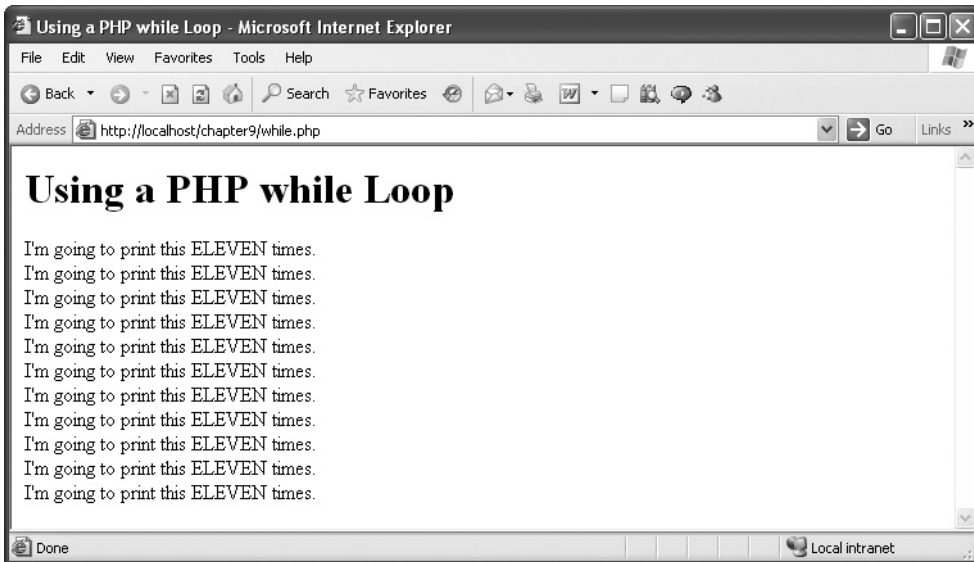 Using a PHP while Loop - Microsoft Internet Explorer
File Edit View Favorites Tools Help
Back Search Favorites
Address http://localhost/chapter9/while.php Go Links »
Using a PHP while Loop
I'm going to print this ELEVEN times.
I'm going to print this ELEVEN times.
I'm going to print this ELEVEN times.
I'm going to print this ELEVEN times.
I'm going to print this ELEVEN times.
I'm going to print this ELEVEN times.
I'm going to print this ELEVEN times.
I'm going to print this ELEVEN times.
I'm going to print this ELEVEN times.
I'm going to print this ELEVEN times.
I'm going to print this ELEVEN times.
Done Local intranet